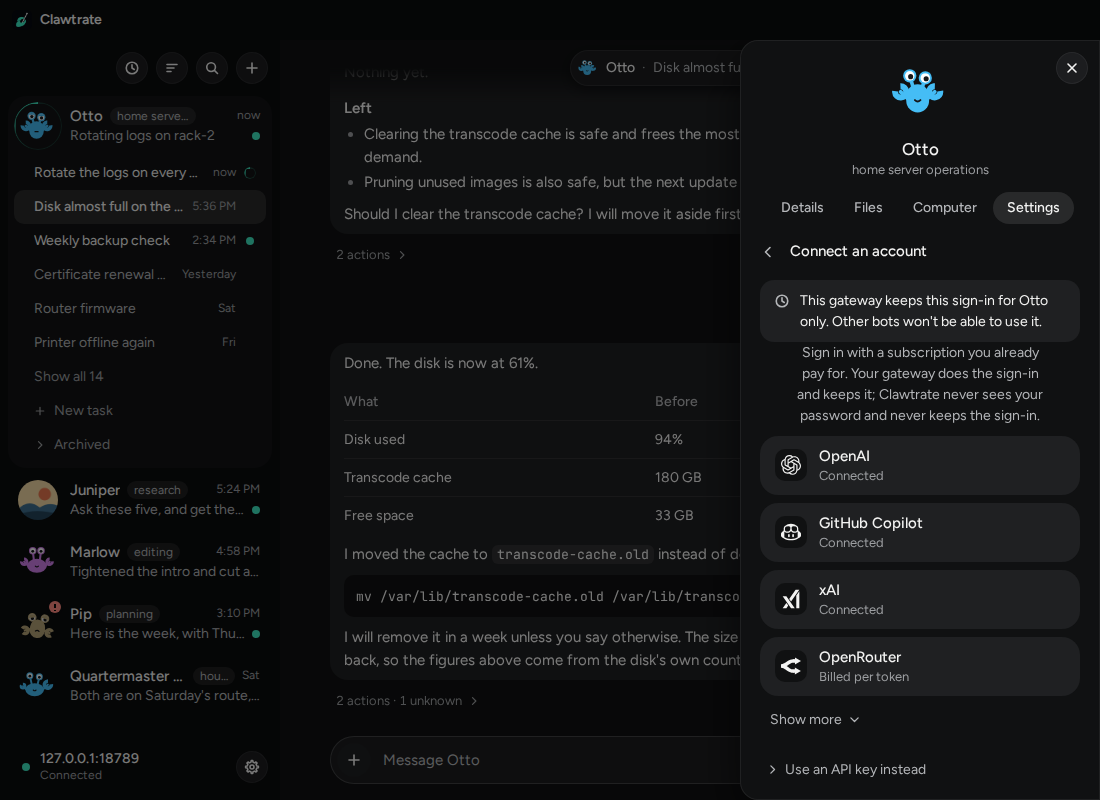 Clawtrate
Otto home serve... now
Rotating logs on rack-2
Rotate the logs on every ... now
Disk almost full on the ... 5:36 PM
Weekly backup check 2:34 PM
Certificate renewal ... Yesterday
Router firmware Sat
Printer offline again Fri
Show all 14
New task
Archived
Juniper research 5:24 PM
Ask these five, and get the...
Marlow editing 4:58 PM
Tightened the intro and cut a...
Pip planning 3:10 PM
Here is the week, with Thu...
Quartermaster ... hou... Sat
Both are on Saturday's route,...
127.0.0.1:18789
Connected
Otto · Disk almost fu
Nothing yet.
Left
• Clearing the transcode cache is safe and frees the most
demand.
• Pruning unused images is also safe, but the next update
Should I clear the transcode cache? I will move it aside first
2 actions
Done. The disk is now at 61%.
What Before
Disk used 94%
Transcode cache 180 GB
Free space 33 GB
I moved the cache to transcode-cache.old instead of d
mv /var/lib/transcode-cache.old /var/lib/transco
I will remove it in a week unless you say otherwise. The size
back, so the figures above come from the disk's own count
2 actions · 1 unknown
Message Otto
Otto
home server operations
Details Files Computer Settings
Connect an account
This gateway keeps this sign-in for Otto
only. Other bots won't be able to use it.
Sign in with a subscription you already
pay for. Your gateway does the sign-in
and keeps it; Clawtrate never sees your
password and never keeps the sign-in.
OpenAI
Connected
GitHub Copilot
Connected
xAI
Connected
OpenRouter
Billed per token
Show more
Use an API key instead